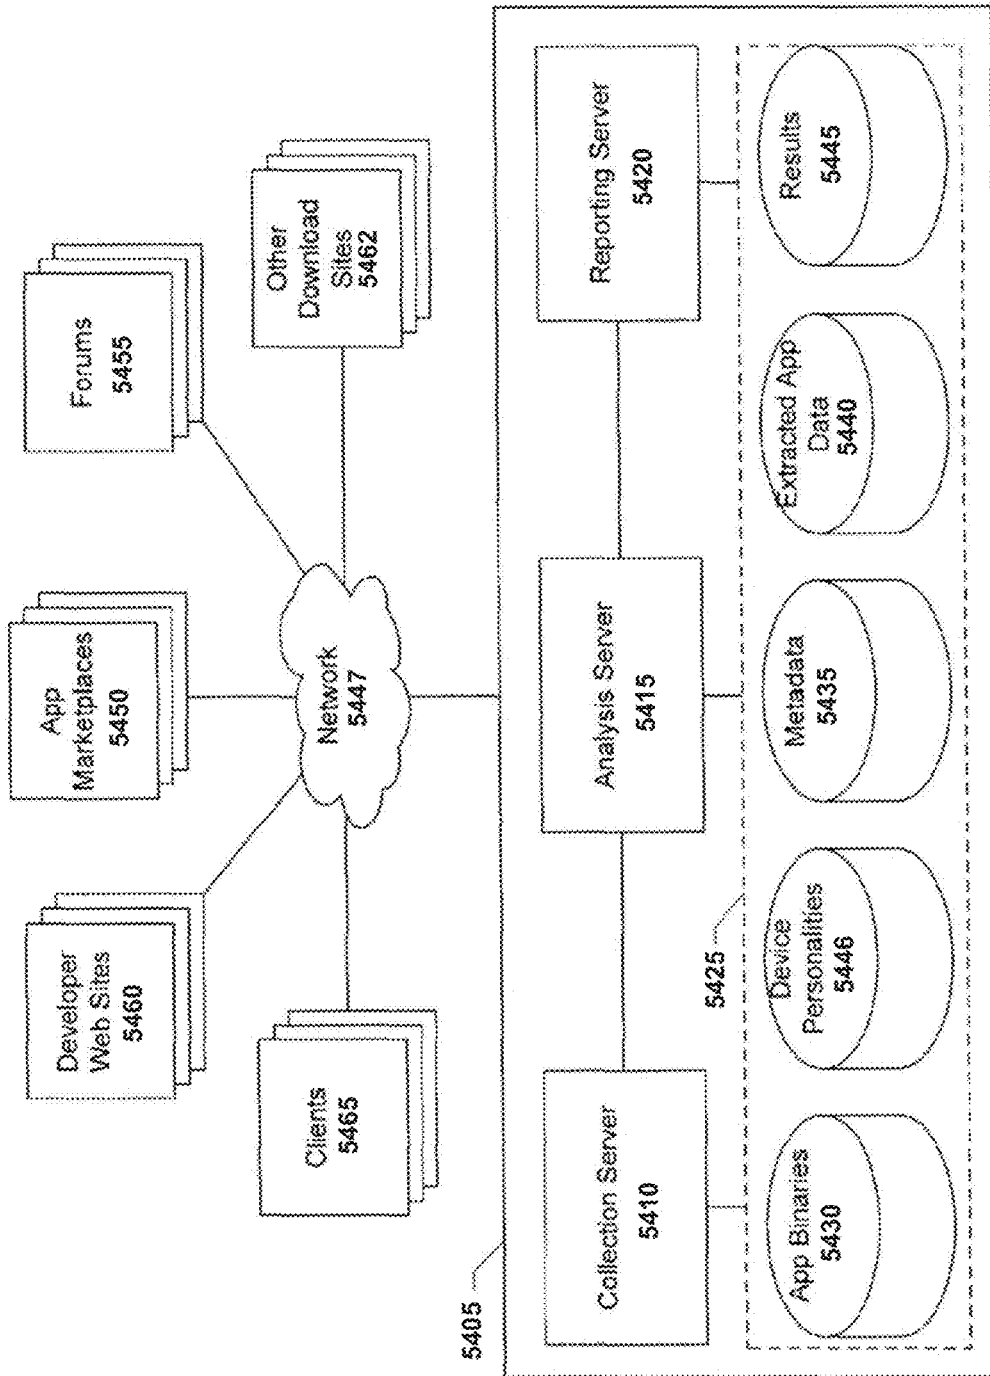 App
Marketplaces
5450
Developer
Web Sites
5460
Forums
5455
Clients
5465
Network
5447
Other
Download
Sites
5462
5405
Collection Server
5410
Analysis Server
5415
Reporting Server
5420
5425
App Binaries
5430
Device
Personalities
5446
Metadata
5435
Extracted App
Data
5440
Results
5445